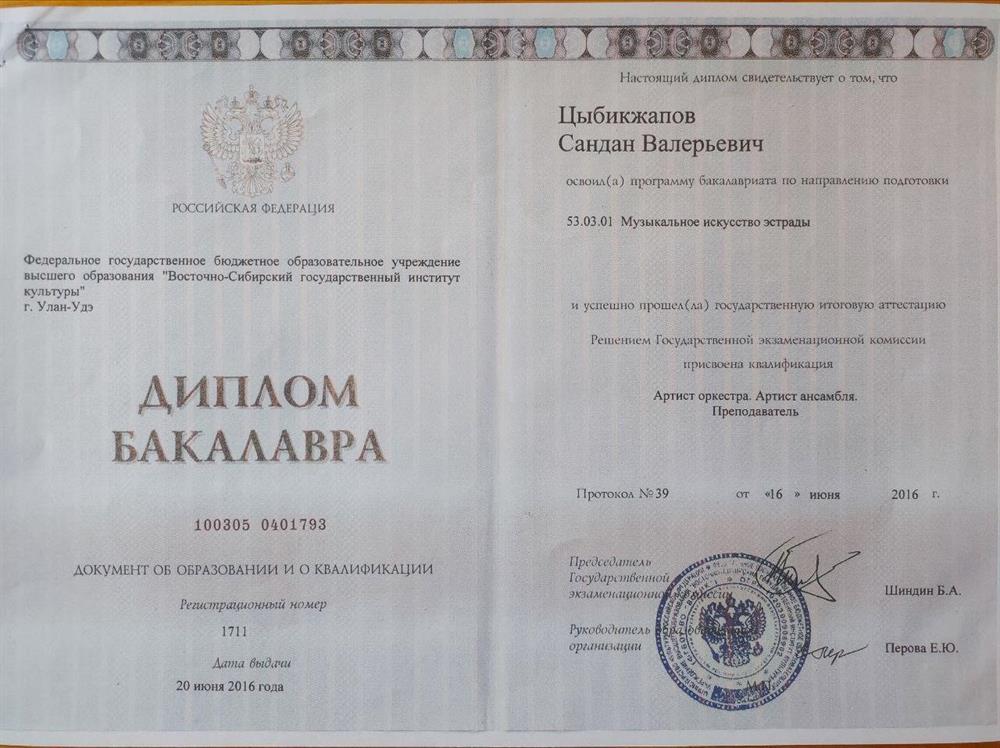 РОССИЙСКАЯ ФЕДЕРАЦИЯ
Федеральное государственное бюджетное образовательное учреждение
высшего образования "Восточно-Сибирский государственный институт
культуры"
г. Улан-Удэ
ДИПЛОМ
БАКАЛАВРА
100305 0401793
ДОКУМЕНТ ОБ ОБРАЗОВАНИИ И О КВАЛИФИКАЦИИ
Регистрационный номер
1711
Дата выдачи
20 июня 2016 года
Настоящий диплом свидетельствует о том, что
Цыбикжапов
Сандан Валерьевич
освоил(а) программу бакалавриата по направлению подготовки
53.03.01 Музыкальное искусство эстрады
и успешно прошел(ла) государственную итоговую аттестацию
Решением Государственной экзаменационной комиссии
присвоена квалификация
Артист оркестра. Артист ансамбля.
Преподаватель
Протокол № 39 от «16 » июня 2016 г.
Председатель
Государственной
экзаменационной комиссии
Шиндин Б.А.
Руководитель образовательной
организации
Перова Е.Ю.